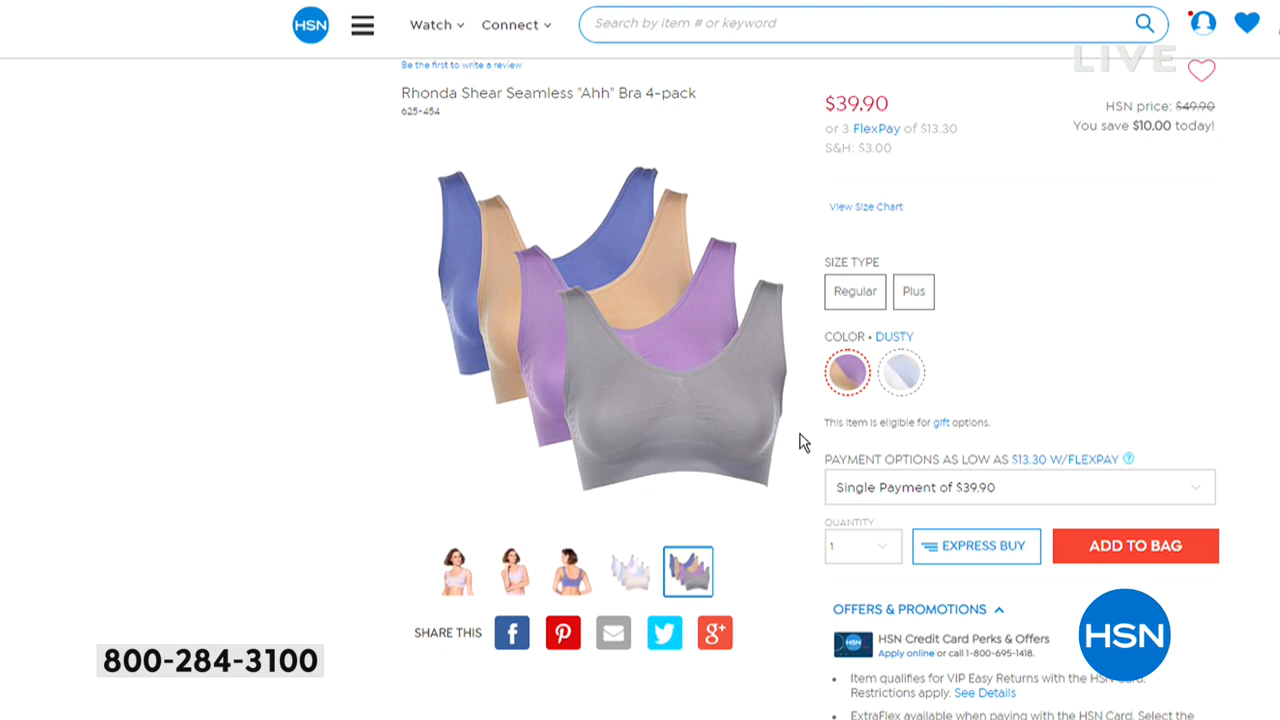 HSN
Watch
Connect
Search by item # or keyword
LIVE
Be the first to write a review
Rhonda Shear Seamless "Ahh" Bra 4-pack
625-454
$39.90
or 3 FlexPay of $13.30
S&H: $3.00
HSN price: $49.90
You save $10.00 today!
View Size Chart
SIZE TYPE
Regular
Plus
COLOR • DUSTY
This item is eligible for gift options.
PAYMENT OPTIONS AS LOW AS $13.30 W/FLEXPAY ?
Single Payment of $39.90
QUANTITY
1
EXPRESS BUY
ADD TO BAG
SHARE THIS
OFFERS & PROMOTIONS
HSN Credit Card Perks & Offers
Apply online or call 1-800-695-1418.
HSN
800-284-3100
• Item qualifies for VIP Easy Returns with the HSN Card.
Restrictions apply. See Details
• ExtraFlex available when paying with the HSN Card. Select the